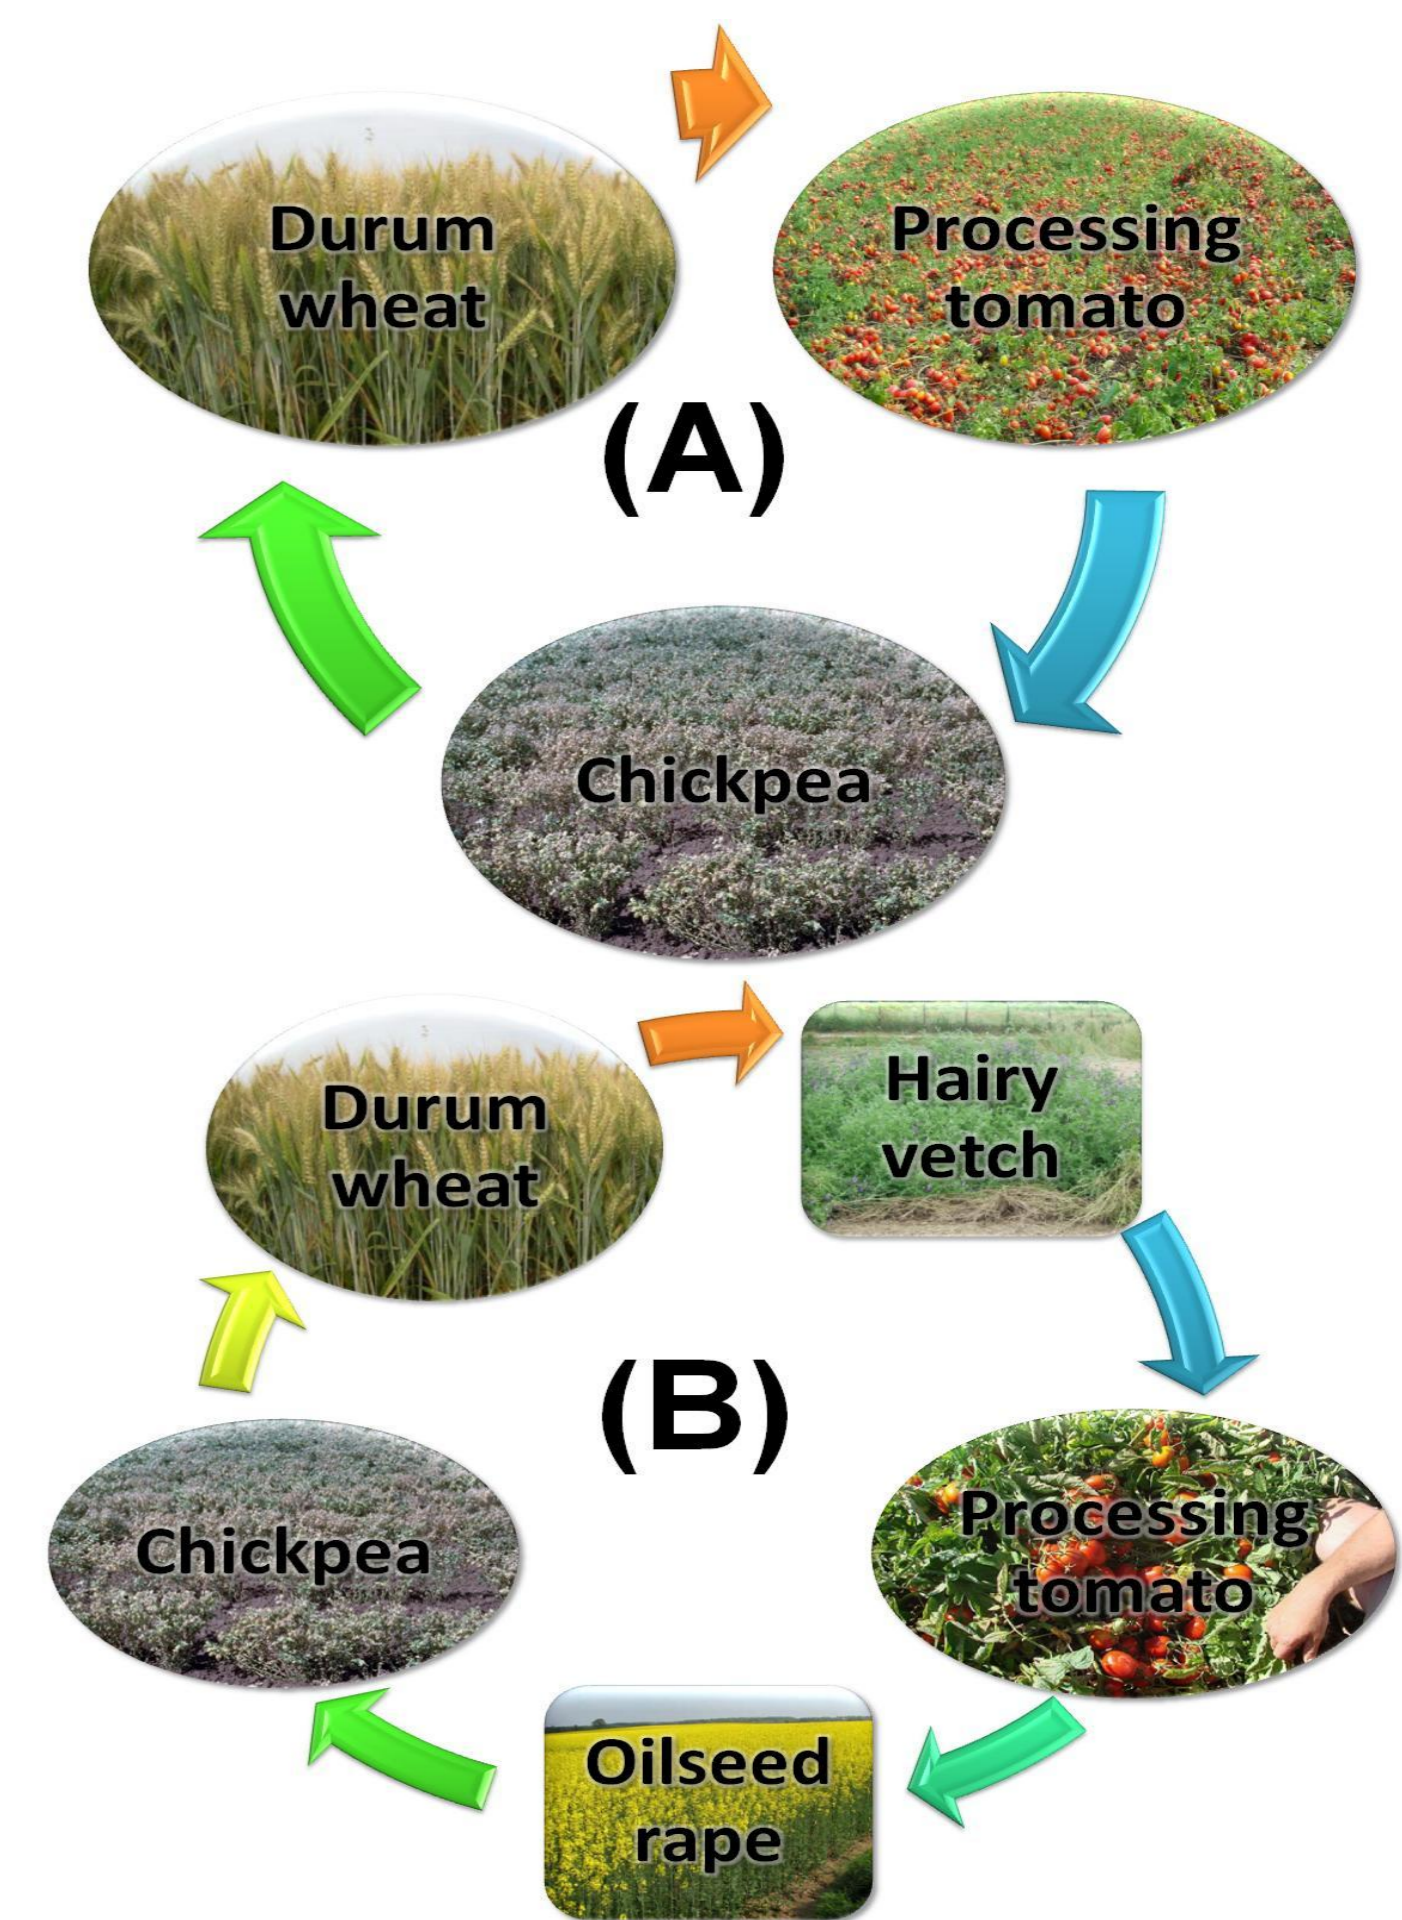 Durum
wheat
Processing
tomato
(A)
Chickpea
Durum
wheat
Hairy
vetch
(B)
Chickpea
Processing
tomato
Oilseed
rape